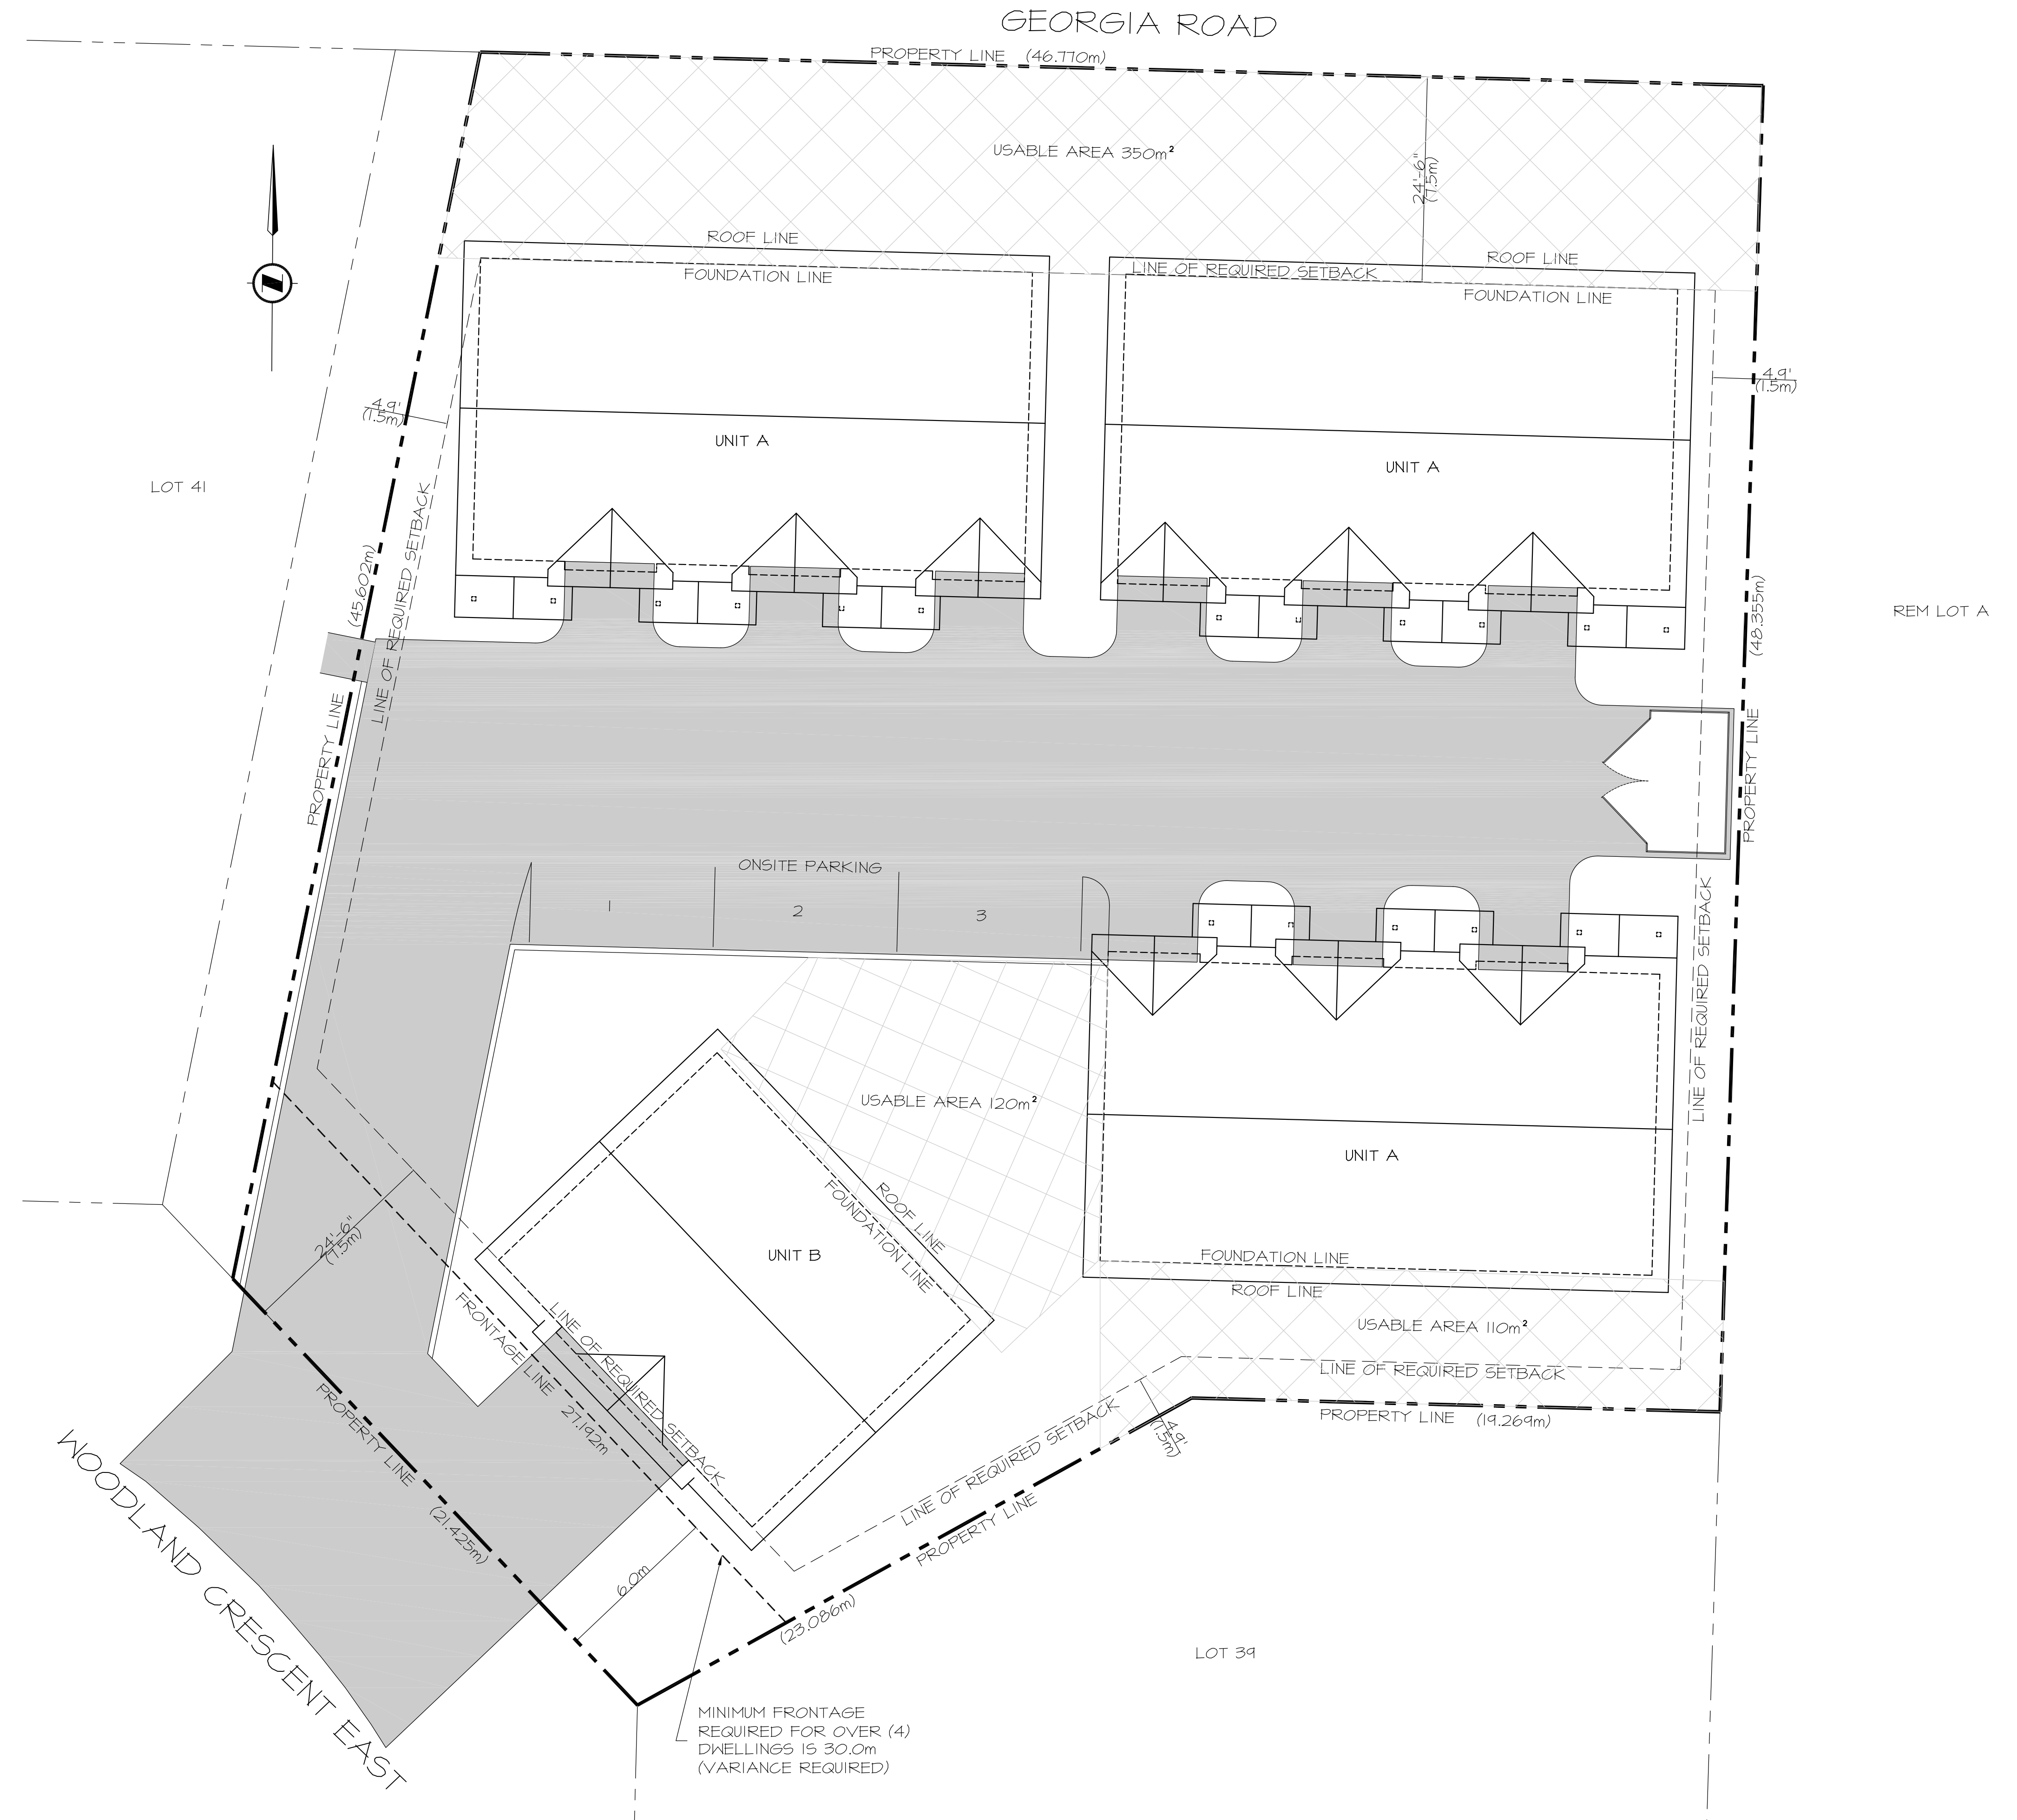 GEORGIA ROAD
PROPERTY LINE (46.770m)
USABLE AREA 350m²
24'-6"
(7.5m)
ROOF LINE
FOUNDATION LINE
LINE OF REQUIRED SETBACK
ROOF LINE
FOUNDATION LINE
4.9'
(1.5m)
4.9'
(1.5m)
UNIT A
UNIT A
LOT 41
LINE OF REQUIRED SETBACK
(45.602m)
PROPERTY LINE
(48.355m)
REM LOT A
PROPERTY LINE
ONSITE PARKING
1
2
3
LINE OF REQUIRED SETBACK
USABLE AREA 120m²
UNIT A
ROOF LINE
FOUNDATION LINE
UNIT B
24'-6"
(7.5m)
FOUNDATION LINE
ROOF LINE
USABLE AREA 110m²
LINE OF REQUIRED SETBACK
PROPERTY LINE (19.269m)
FRONTAGE LINE
27.192m
LINE OF REQUIRED SETBACK
LINE OF REQUIRED SETBACK
4.9'
(1.5m)
PROPERTY LINE
(21.425m)
PROPERTY LINE
(23.086m)
6.0m
WOODLAND CRESCENT EAST
LOT 39
MINIMUM FRONTAGE
REQUIRED FOR OVER (4)
DWELLINGS IS 30.0m
(VARIANCE REQUIRED)